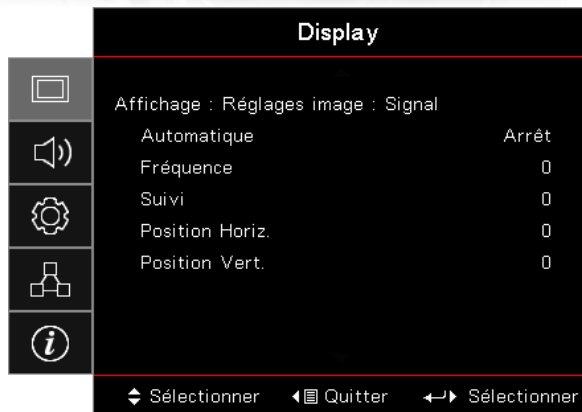 Display
Affichage : Réglages image : Signal
Automatique Arrêt
Fréquence 0
Suivi 0
Position Horiz. 0
Position Vert. 0
Sélectionner Quitter Sélectionner